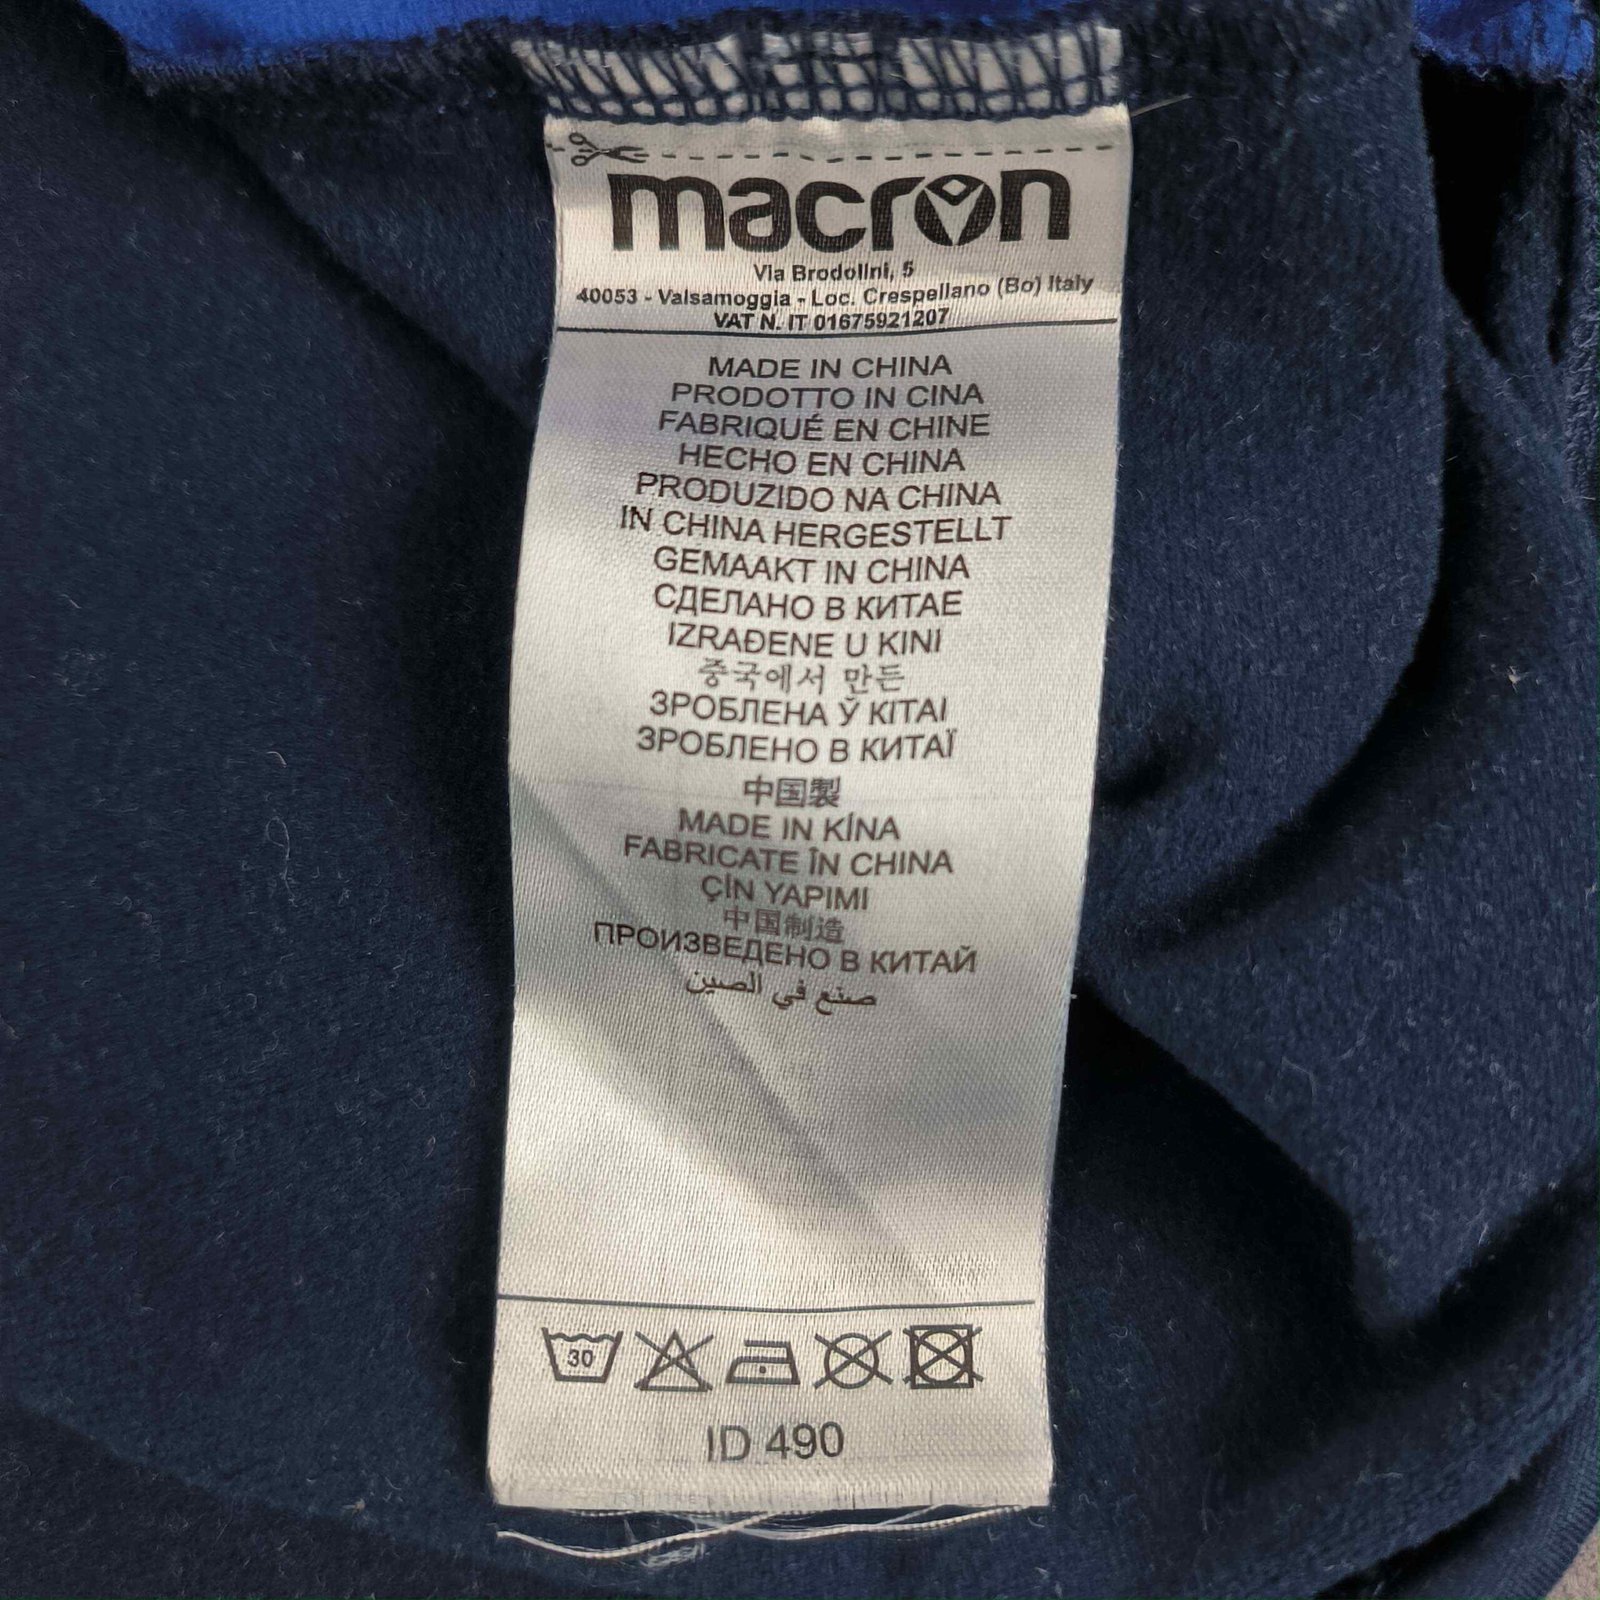 macron
Via Brodolini, 5
40053 - Valsamoggia - Loc. Crespellano (Bo) Italy
VAT N. IT 01675921207
MADE IN CHINA
PRODOTTO IN CINA
FABRIQUÉ EN CHINE
HECHO EN CHINA
PRODUZIDO NA CHINA
IN CHINA HERGESTELLT
GEMAAKT IN CHINA
СДЕЛАНО В КИТАЕ
IZRAĐENE U KINI
중국에서 만든
ЗРОБЛЕНА Ў КІТАІ
ЗРОБЛЕНО В КИТАЇ
中国製
MADE IN KÍNA
FABRICATE ÎN CHINA
ÇİN YAPIMI
中国制造
ПРОИЗВЕДЕНО В КИТАЙ
صنع في الصين
30
ID 490